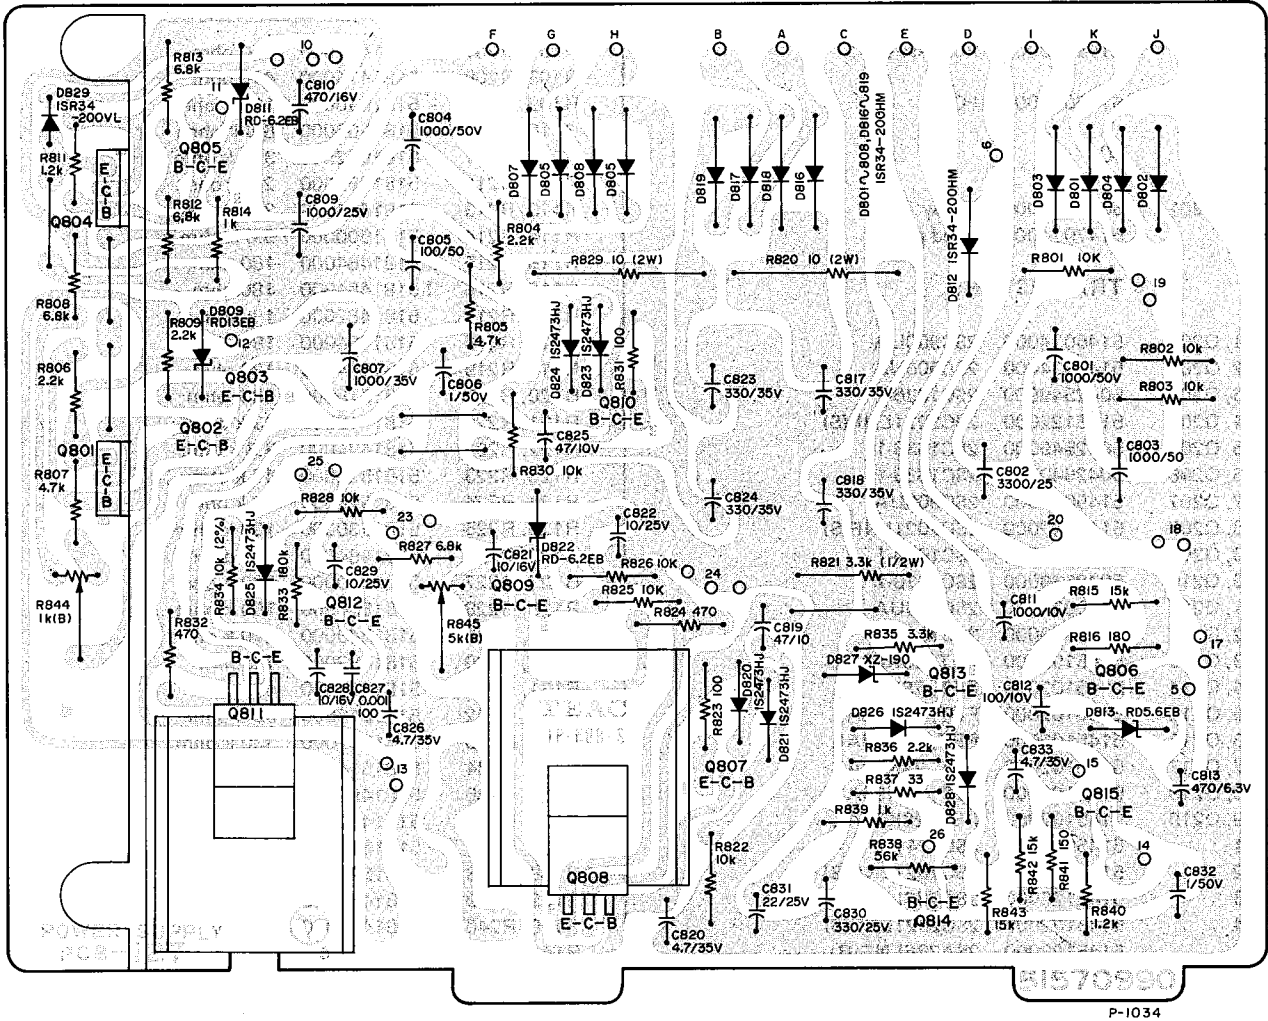 F
G
H
B
A
C
E
D
I
K
J
R813
6.8k
10
11
D811
RD-6.2EB
C810
470/16V
C804
1000/50V
D829
ISR34
-200VL
R811
1.2k
E-C-B
Q804
Q805
B-C-E
R812
6.8k
R814
1k
C809
1000/25V
C805
100/50
D807
D805
D808
D805
R804
2.2k
R829 10 (2W)
D819
D817
D818
D816
D801~808,D816~819
ISR34-200HM
R820 10 (2W)
6
D812 ISR34-200HM
D803
D801
D804
D802
R801 10K
19
R808
6.8k
R809
2.2k
D809
RD13EB
12
Q803
E-C-B
C807
1000/35V
R805
4.7k
C806
1/50V
D824 IS2473HJ
D823 IS2473HJ
R831 100
Q810
B-C-E
C823
330/35V
C817
330/35V
C801
1000/50V
R802 10k
R803 10k
R806
2.2k
Q802
E-C-B
Q801
E-C-B
R807
4.7k
25
R828 10k
C825
47/10V
R830 10k
C824
330/35V
C818
330/35V
C802
3300/25
C803
1000/50
23
R827 6.8k
C821
10/16V
D822
RD-6.2EB
C822
10/25V
R826 10K
R825 10K
R824 470
24
20
18
R821 3.3k (1/2W)
R834 10k (2%)
D825 IS2473HJ
R833 180k
C829
10/25V
Q812
B-C-E
Q809
B-C-E
R845
5k(B)
R844
1k(B)
R832
470
B-C-E
Q811
C828
10/16V
C827
0.001
100
C826
4.7/35V
13
C819
47/10
R835 3.3k
D827 XZ-190
Q813
B-C-E
C811
1000/10V
R815 15k
R816 180
17
Q806
B-C-E
5
C812
100/10V
D813 RD5.6EB
R823 100
D820
IS2473HJ
D821 IS2473HJ
Q807
E-C-B
D826 IS2473HJ
R836 2.2k
R837 33
R839 1k
D828 IS2473HJ
C833
4.7/35V
15
Q815
B-C-E
C813
470/6.3V
TEAC
R822
10k
R838
56k
26
B-C-E
Q814
R842 15k
R841 150
14
C832
1/50V
Q808
E-C-B
C820
4.7/35V
C831
22/25V
C830
330/25V
R843
15k
R840
1.2k
POWER SUPPLY
51570990
P-1034